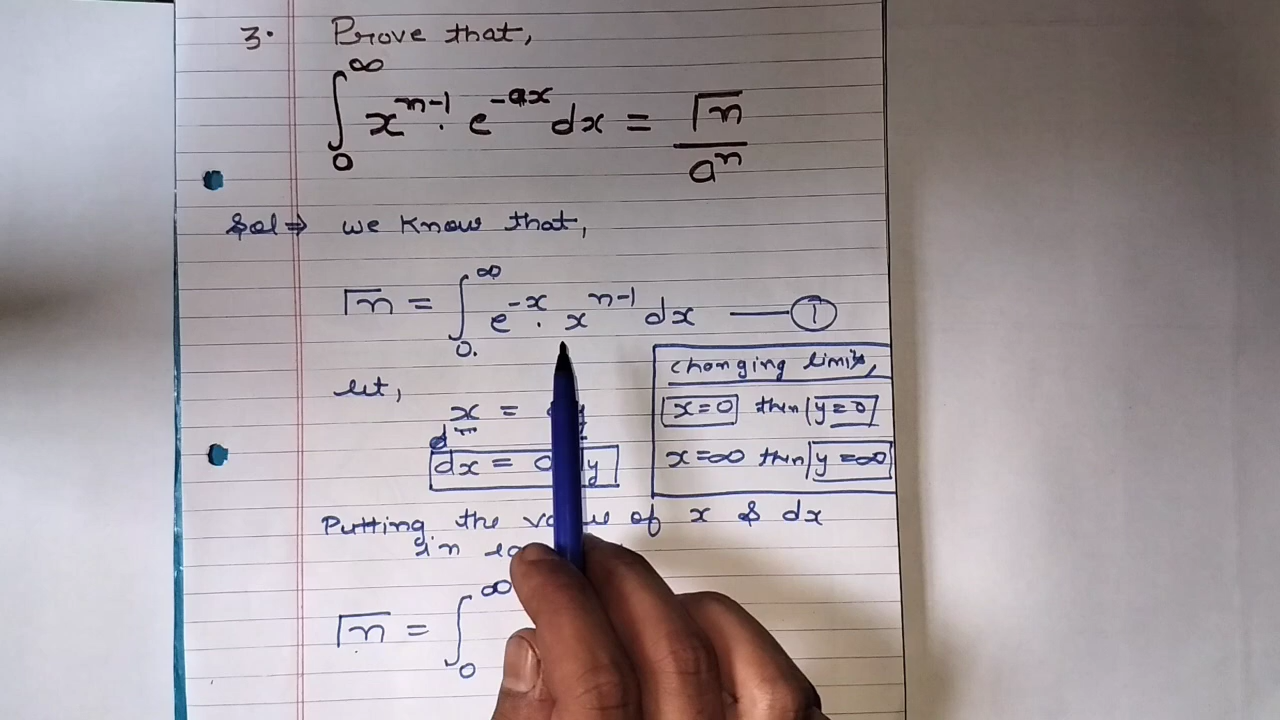 3. Prove that,
∫₀^∞ x^(n-1) . e^(-ax) dx = Γn / a^n
Sol ⇒ we know that,
Γn = ∫₀^∞ e^(-x) . x^(n-1) dx — ①
let,
x =
dx = y
changing limits,
x=0 then y=0
x=∞ then y=∞
Putting the of x & dx
in
Γn = ∫₀^∞